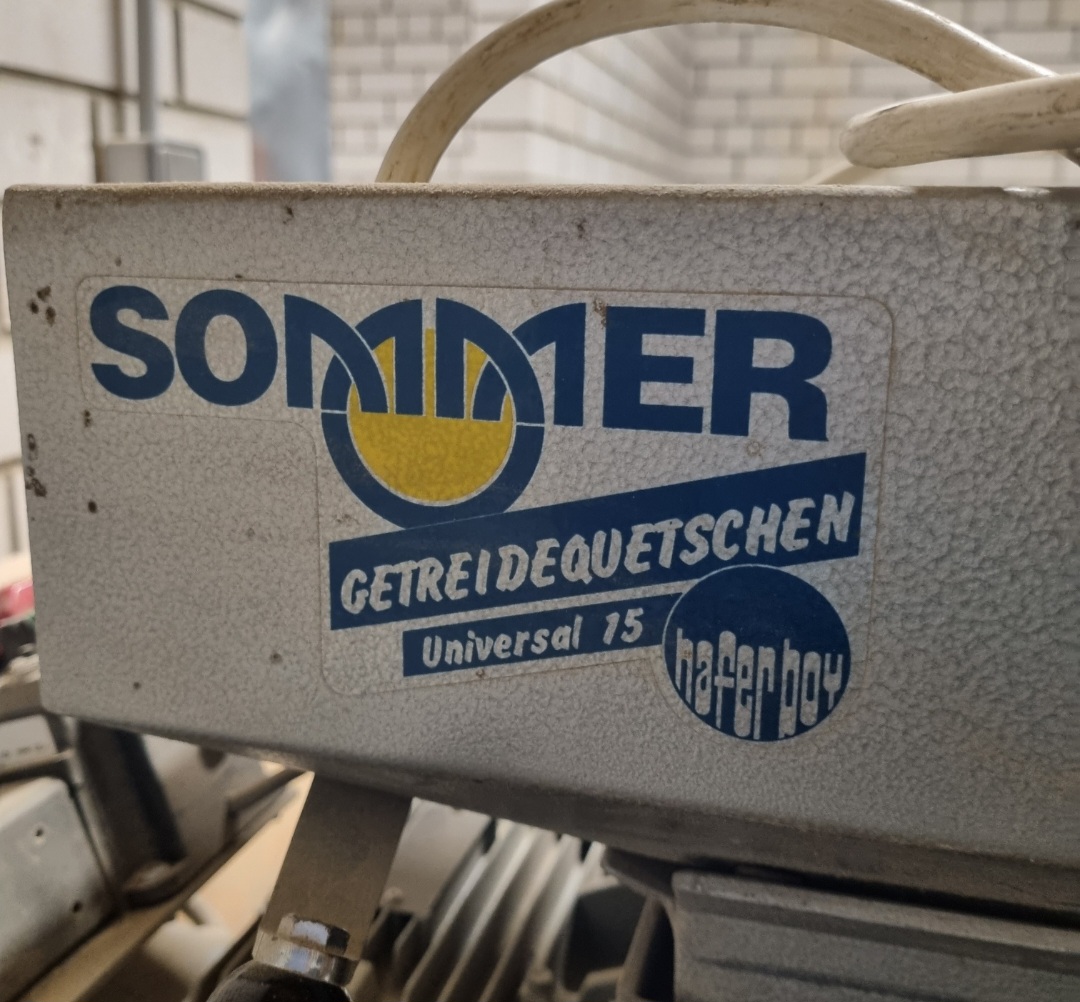 SOMMER
GETREIDEQUETSCHEN
Universal 15
haferboy